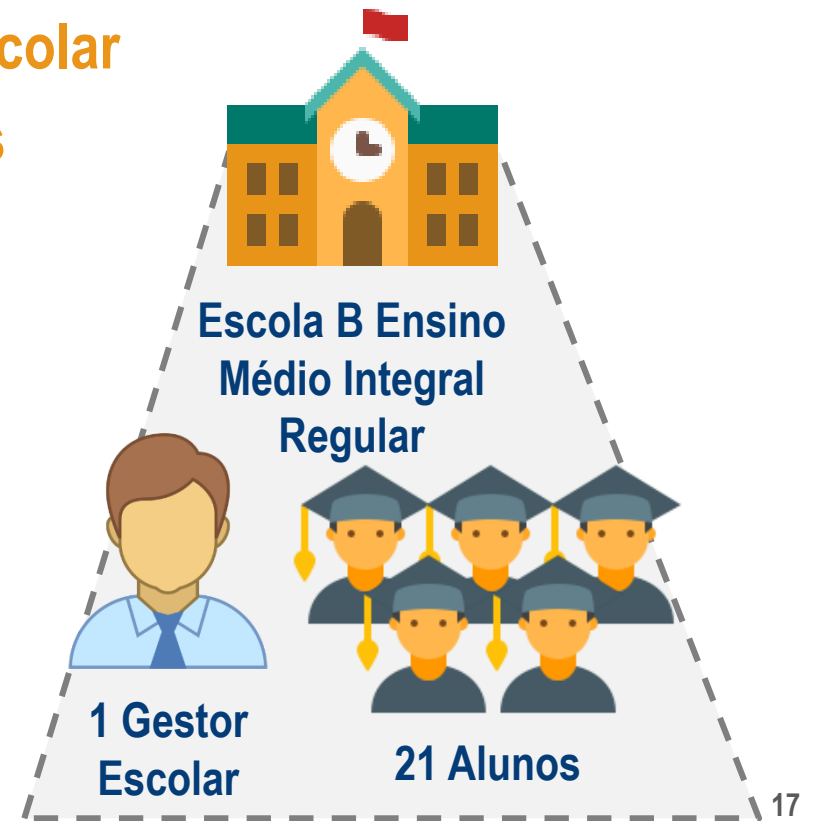 colar
s
Escola B Ensino
Médio Integral
Regular
1 Gestor
Escolar
21 Alunos
17